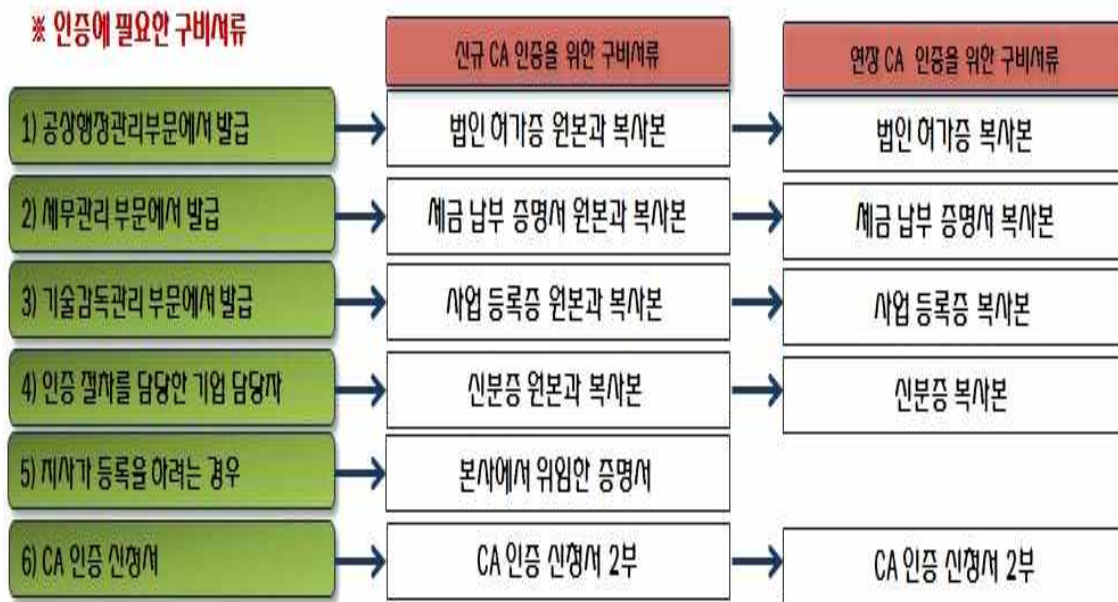 ※ 인증에 필요한 구비서류
신규 CA 인증을 위한 구비서류
연장 CA 인증을 위한 구비서류
1) 공상행정관리부문에서 발급
법인 허가증 원본과 복사본
법인 허가증 복사본
2) 세무관리 부문에서 발급
세금 납부 증명서 원본과 복사본
세금 납부 증명서 복사본
3) 기술감독관리 부문에서 발급
사업 등록증 원본과 복사본
사업 등록증 복사본
4) 인증 절차를 담당한 기업 담당자
신분증 원본과 복사본
신분증 복사본
5) 지사가 등록을 하려는 경우
본사에서 위임한 증명서
6) CA 인증 신청서
CA 인증 신청서 2부
CA 인증 신청서 2부